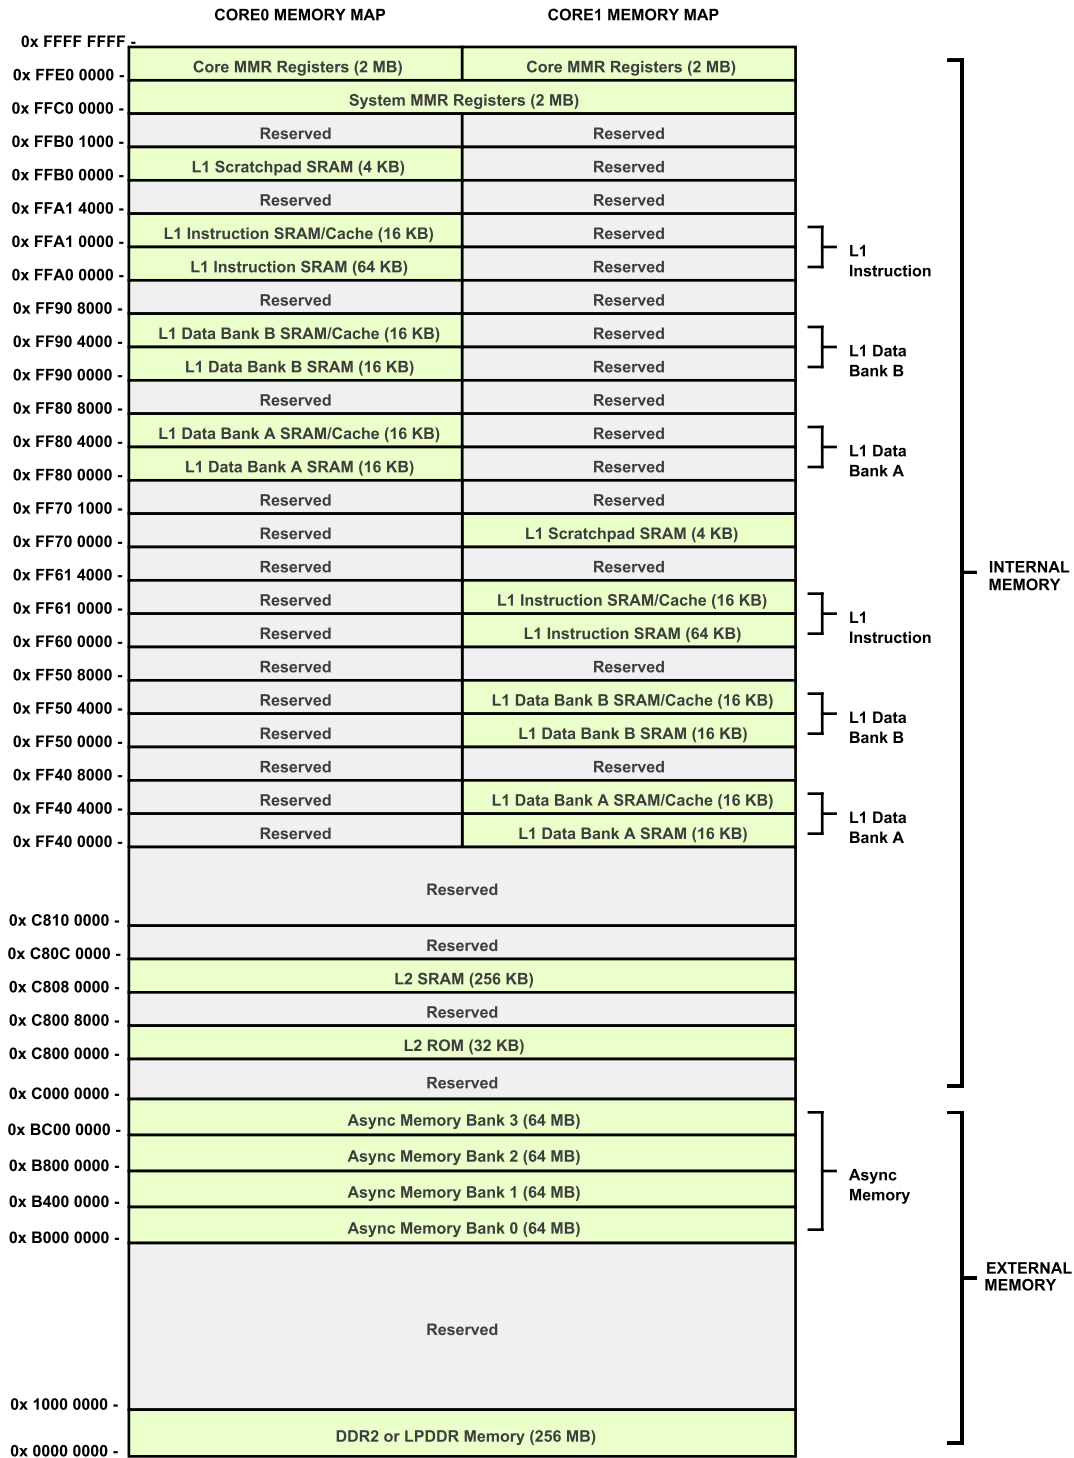 CORE0 MEMORY MAP CORE1 MEMORY MAP
0x FFFF FFFF -
Core MMR Registers (2 MB) Core MMR Registers (2 MB)
0x FFE0 0000 -
System MMR Registers (2 MB)
0x FFC0 0000 -
Reserved Reserved
0x FFB0 1000 -
L1 Scratchpad SRAM (4 KB) Reserved
0x FFB0 0000 -
Reserved Reserved
0x FFA1 4000 -
L1 Instruction SRAM/Cache (16 KB) Reserved
0x FFA1 0000 -
L1 Instruction SRAM (64 KB) Reserved
0x FFA0 0000 -
L1
Instruction
Reserved Reserved
0x FF90 8000 -
L1 Data Bank B SRAM/Cache (16 KB) Reserved
0x FF90 4000 -
L1 Data Bank B SRAM (16 KB) Reserved
0x FF90 0000 -
L1 Data
Bank B
Reserved Reserved
0x FF80 8000 -
L1 Data Bank A SRAM/Cache (16 KB) Reserved
0x FF80 4000 -
L1 Data Bank A SRAM (16 KB) Reserved
0x FF80 0000 -
L1 Data
Bank A
Reserved Reserved
0x FF70 1000 -
Reserved L1 Scratchpad SRAM (4 KB)
0x FF70 0000 -
Reserved Reserved
0x FF61 4000 -
Reserved L1 Instruction SRAM/Cache (16 KB)
0x FF61 0000 -
Reserved L1 Instruction SRAM (64 KB)
0x FF60 0000 -
L1
Instruction
Reserved Reserved
0x FF50 8000 -
Reserved L1 Data Bank B SRAM/Cache (16 KB)
0x FF50 4000 -
Reserved L1 Data Bank B SRAM (16 KB)
0x FF50 0000 -
L1 Data
Bank B
Reserved Reserved
0x FF40 8000 -
Reserved L1 Data Bank A SRAM/Cache (16 KB)
0x FF40 4000 -
Reserved L1 Data Bank A SRAM (16 KB)
0x FF40 0000 -
L1 Data
Bank A
Reserved
0x C810 0000 -
Reserved
0x C80C 0000 -
L2 SRAM (256 KB)
0x C808 0000 -
Reserved
0x C800 8000 -
L2 ROM (32 KB)
0x C800 0000 -
Reserved
0x C000 0000 -
INTERNAL
MEMORY
Async Memory Bank 3 (64 MB)
0x BC00 0000 -
Async Memory Bank 2 (64 MB)
0x B800 0000 -
Async Memory Bank 1 (64 MB)
0x B400 0000 -
Async Memory Bank 0 (64 MB)
0x B000 0000 -
Async
Memory
Reserved
0x 1000 0000 -
DDR2 or LPDDR Memory (256 MB)
0x 0000 0000 -
EXTERNAL
MEMORY